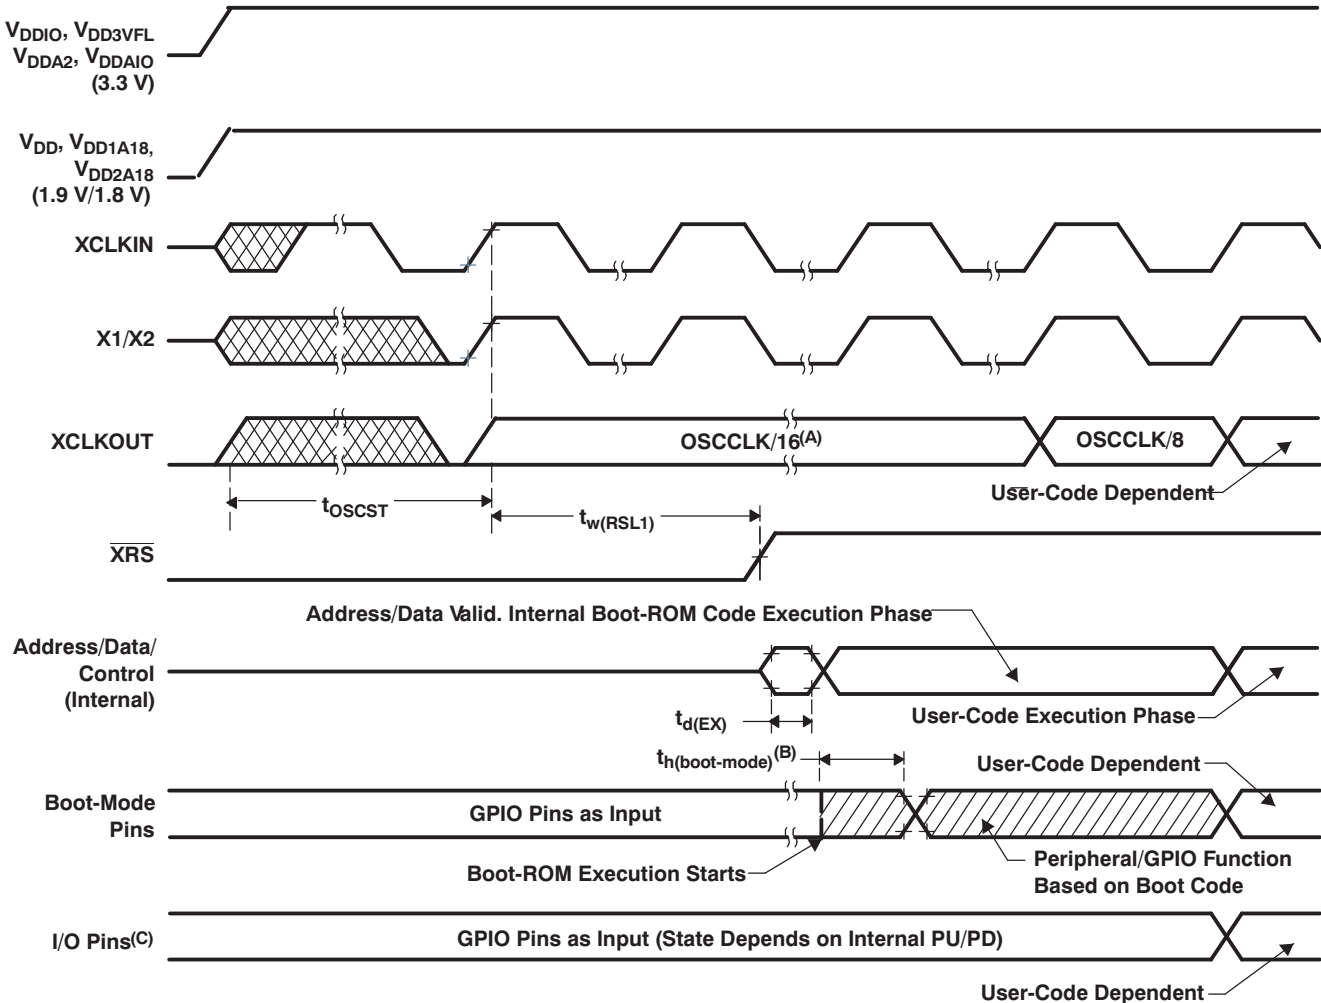 VDDIO, VDD3VFL
VDDA2, VDDAIO
(3.3 V)
VDD, VDD1A18,
VDD2A18
(1.9 V/1.8 V)
XCLKIN
X1/X2
XCLKOUT
OSCCLK/16(A)
OSCCLK/8
User-Code Dependent
tOSCST
tw(RSL1)
XRS
Address/Data Valid. Internal Boot-ROM Code Execution Phase
Address/Data/
Control
(Internal)
td(EX)
User-Code Execution Phase
th(boot-mode)(B)
User-Code Dependent
Boot-Mode
Pins
GPIO Pins as Input
Boot-ROM Execution Starts
Peripheral/GPIO Function
Based on Boot Code
I/O Pins(C)
GPIO Pins as Input (State Depends on Internal PU/PD)
User-Code Dependent